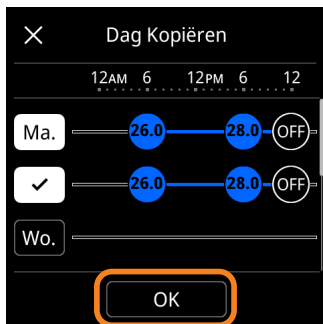 Dag Kopiëren
12AM 6 12PM 6 12
Ma. 26.0 28.0 OFF
26.0 28.0 OFF
Wo.
OK